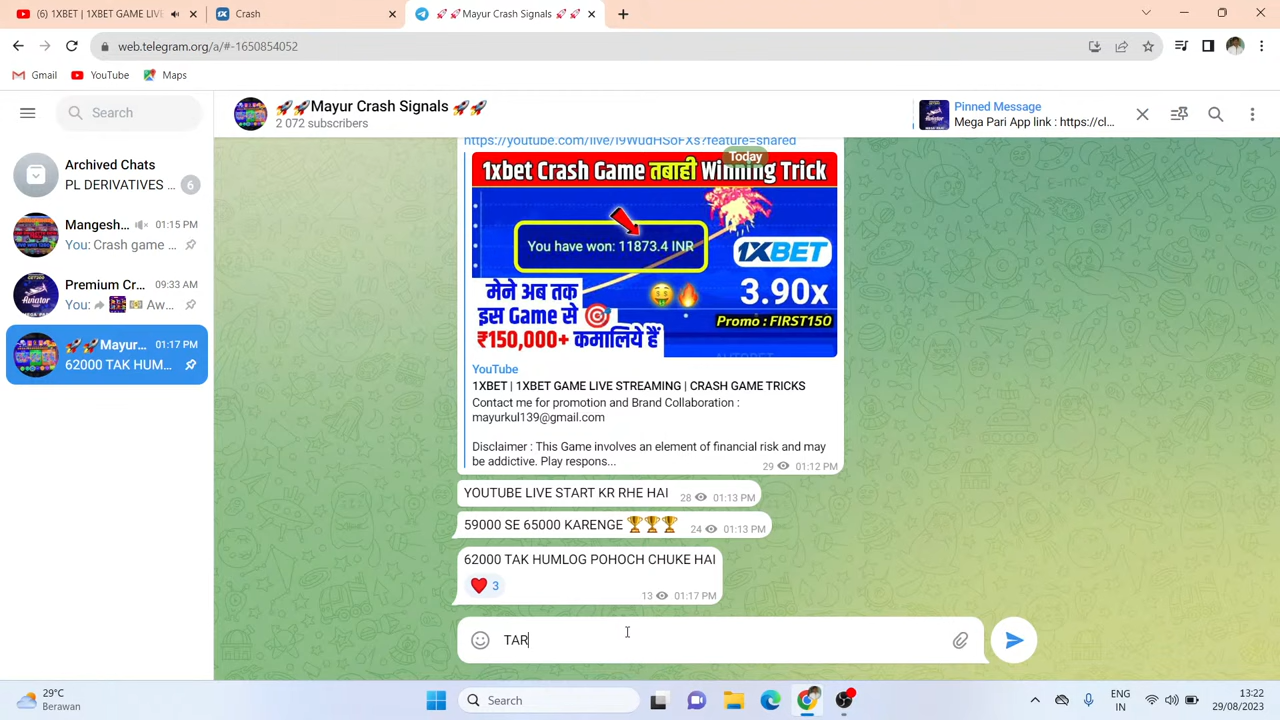 (6) 1XBET | 1XBET GAME LIVE
Crash
🚀🚀Mayur Crash Signals 🚀🚀
web.telegram.org/a/#-1650854052
Gmail
YouTube
Maps
Search
🚀🚀Mayur Crash Signals 🚀🚀
2 072 subscribers
Pinned Message
Mega Pari App link : https://cl...
Archived Chats
PL DERIVATIVES ... 6
Mangesh... 01:15 PM
You: Crash game ...
Premium Cr... 09:33 AM
You: Aw...
🚀🚀Mayur... 01:17 PM
62000 TAK HUM...
https://youtube.com/live/I9WudHSoFXs?feature=shared
Today
1xbet Crash Game तबाही Winning Trick
You have won: 11873.4 INR
1XBET
मेने अब तक
इस Game से
₹150,000+ कमालिये हैं
3.90x
Promo : FIRST150
AUTOBET
YouTube
1XBET | 1XBET GAME LIVE STREAMING | CRASH GAME TRICKS
Contact me for promotion and Brand Collaboration :
mayurkul139@gmail.com
Disclaimer : This Game involves an element of financial risk and may
be addictive. Play respons...
29 01:12 PM
YOUTUBE LIVE START KR RHE HAI 28 01:13 PM
59000 SE 65000 KARENGE 🏆🏆🏆 24 01:13 PM
62000 TAK HUMLOG POHOCH CHUKE HAI
❤️ 3
13 01:17 PM
TAR
29°C
Berawan
Search
ENG
IN
13:22
29/08/2023